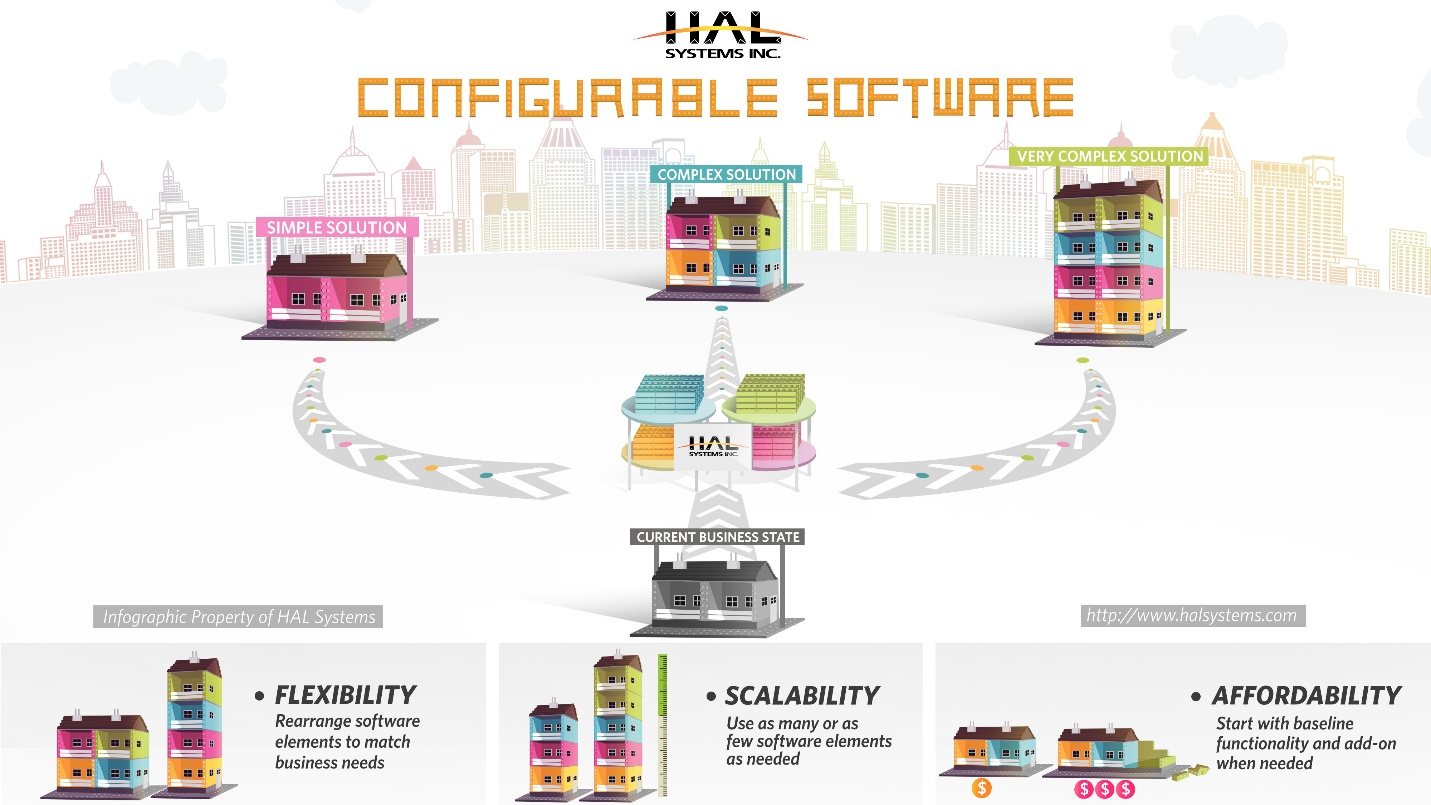 HAL
SYSTEMS INC.
CONFIGURABLE SOFTWARE
SIMPLE SOLUTION
COMPLEX SOLUTION
VERY COMPLEX SOLUTION
HAL
SYSTEMS INC.
CURRENT BUSINESS STATE
Infographic Property of HAL Systems
http://www.halsystems.com
• FLEXIBILITY
Rearrange software
elements to match
business needs
• SCALABILITY
Use as many or as
few software elements
as needed
• AFFORDABILITY
Start with baseline
functionality and add-on
when needed
$
$ $ $